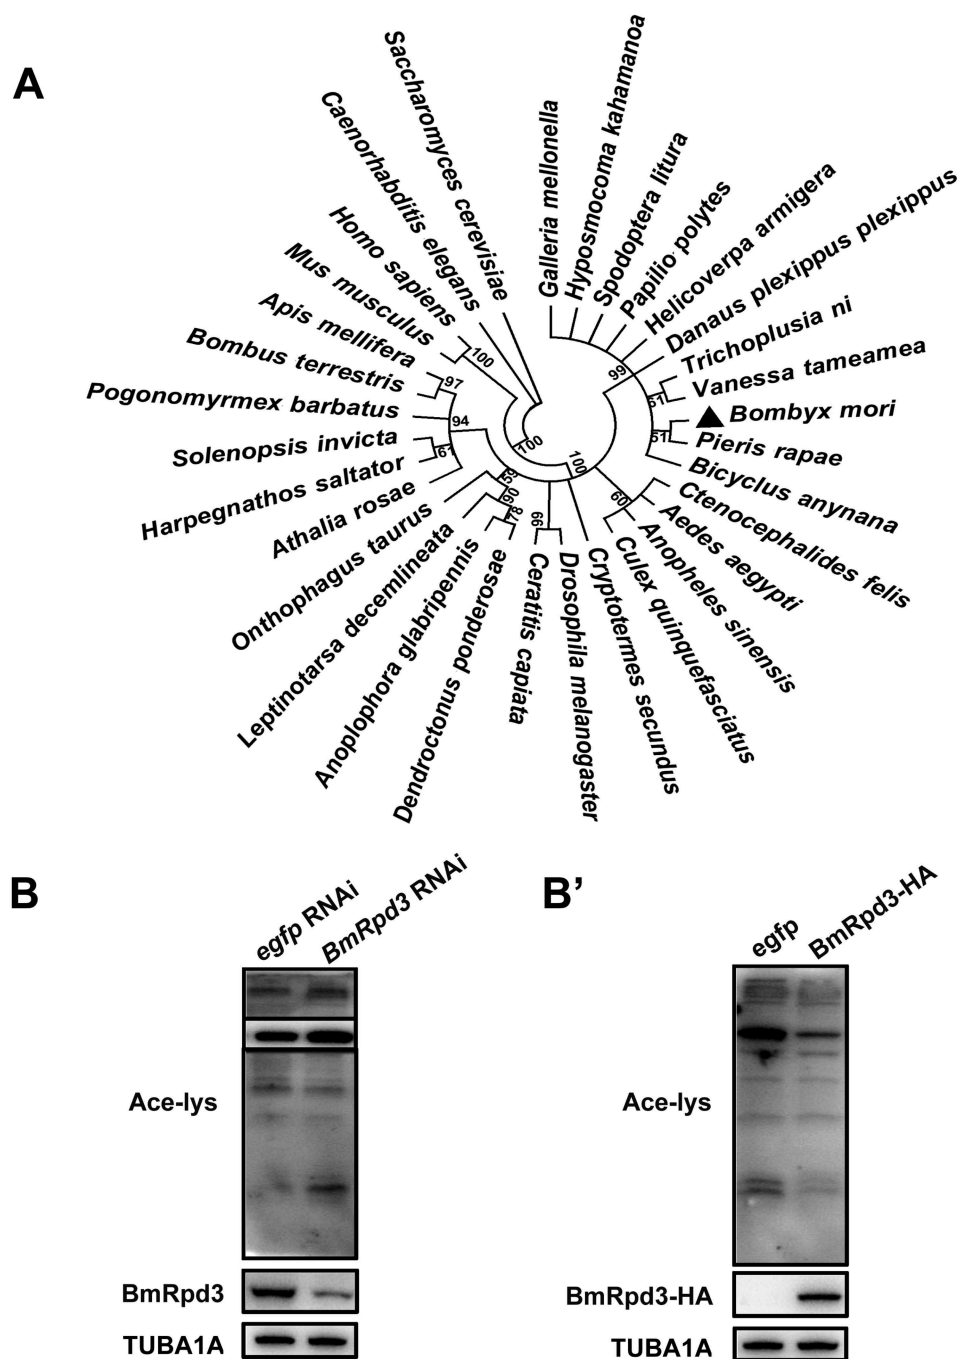 A
Saccharomyces cerevisiae
Caenorhabditis elegans
Homo sapiens
Mus musculus
Apis mellifera
Bombus terrestris
Pogonomyrmex barbatus
Solenopsis invicta
Harpegnathos saltator
Athalia rosae
Onthophagus taurus
Leptinotarsa decemlineata
Anoplophora glabripennis
Dendroctonus ponderosae
Ceratitis capiata
Drosophila melanogaster
Cryptotermes secundus
Culex quinquefasciatus
Anopheles sinensis
Aedes aegypti
Ctenocephalides felis
Bicyclus anynana
Pieris rapae
Bombyx mori
Vanessa tameamea
Trichoplusia ni
Danaus plexippus plexippus
Helicoverpa armigera
Papilio polytes
Spodoptera litura
Hyposmocoma kahamanoa
Galleria mellonella
100
97
94
61
59
90
78
99
100
100
60
51
51
99
B
egfp RNAi
BmRpd3 RNAi
Ace-lys
BmRpd3
TUBA1A
B’
egfp
BmRpd3-HA
Ace-lys
BmRpd3-HA
TUBA1A